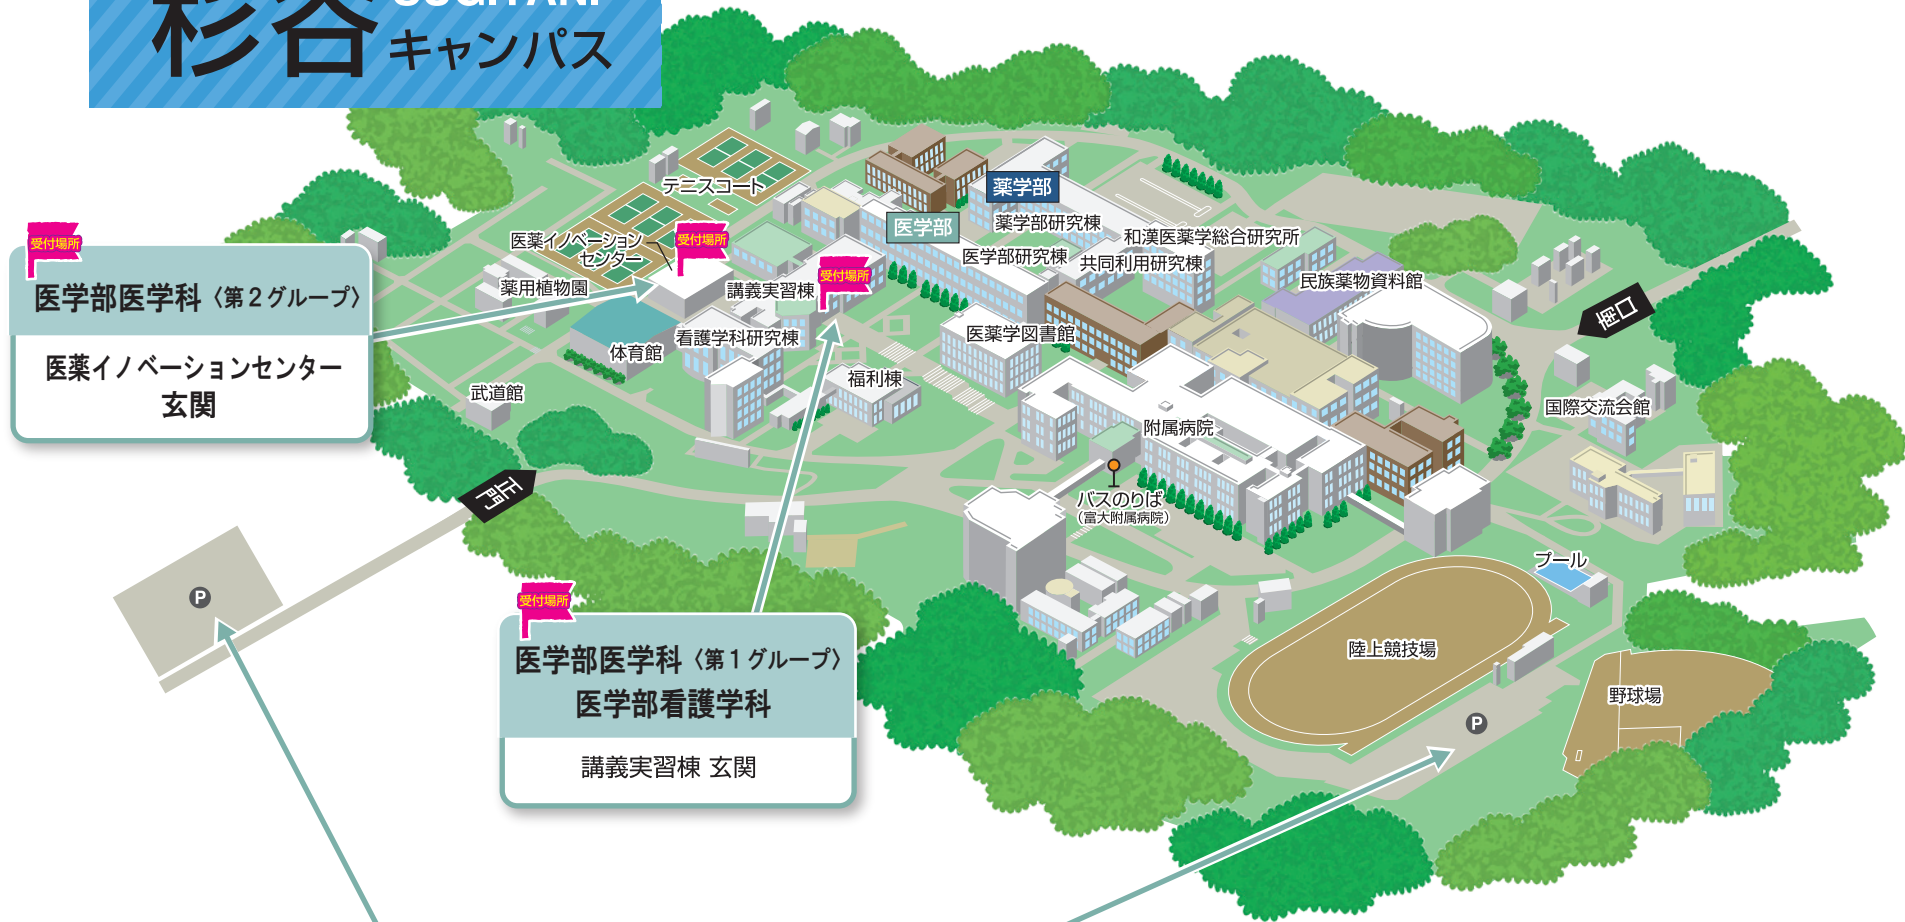 杉谷
SUGITANI
キャンパス
受付場所
医学部医学科〈第2グループ〉
医薬イノベーションセンター
玄関
受付場所
医学部医学科〈第1グループ〉
医学部看護学科
講義実習棟 玄関
テニスコート
薬学部
医学部
薬学部研究棟
医学部研究棟
和漢医薬学総合研究所
共同利用研究棟
民族薬物資料館
医薬イノベーション
センター
受付場所
受付場所
薬用植物園
講義実習棟
看護学科研究棟
体育館
医薬学図書館
福利棟
武道館
附属病院
国際交流会館
南口
正門
バスのりば
(富大附属病院)
プール
陸上競技場
野球場
P
P